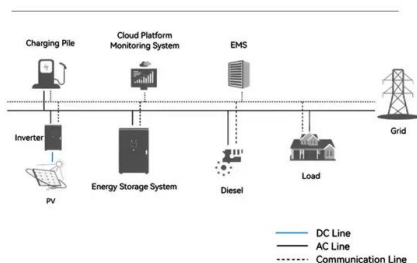 Charging Pile
Cloud Platform
Monitoring System
EMS
Inverter
Grid
PV
Energy Storage System
Diesel
Load
DC Line
AC Line
Communication Line